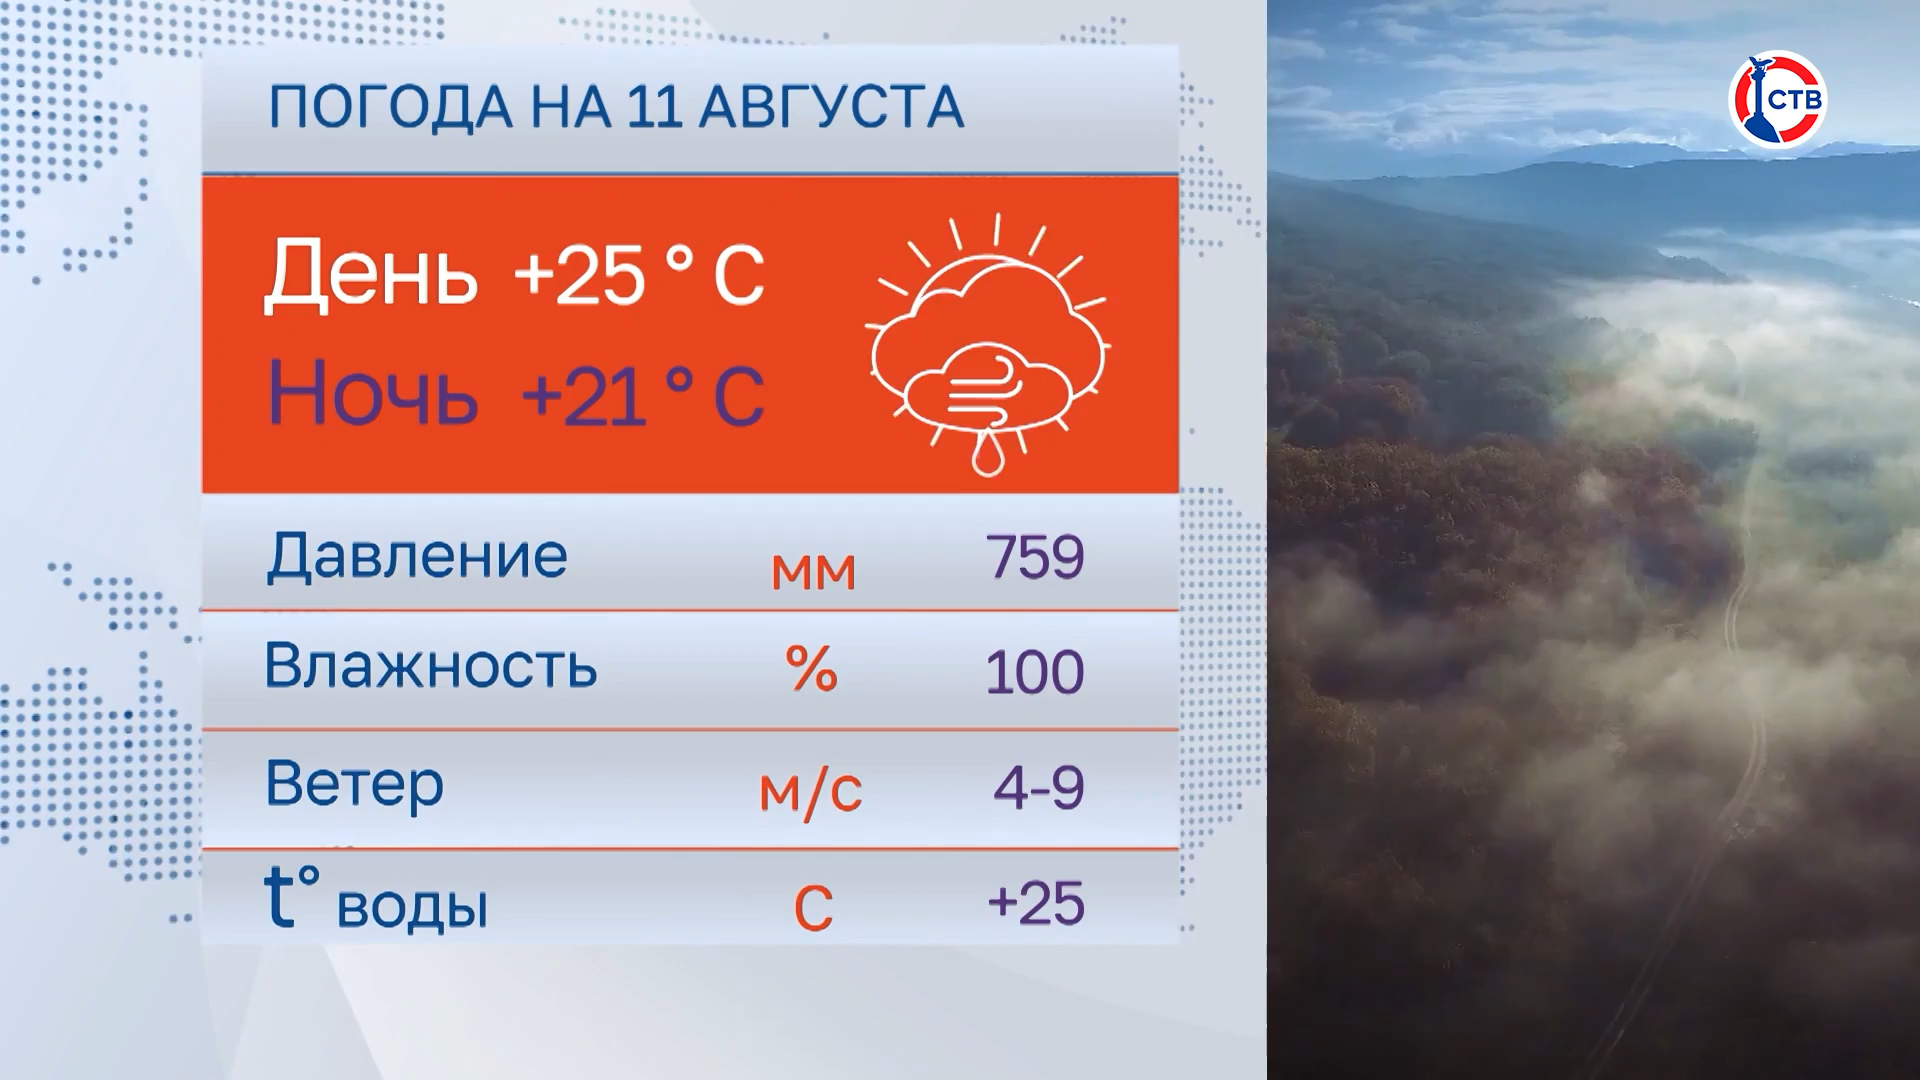 ПОГОДА НА 11 АВГУСТА
День +25 ° С
Ночь +21 ° С
Давление мм 759
Влажность % 100
Ветер м/с 4-9
t° воды С +25
СТВ